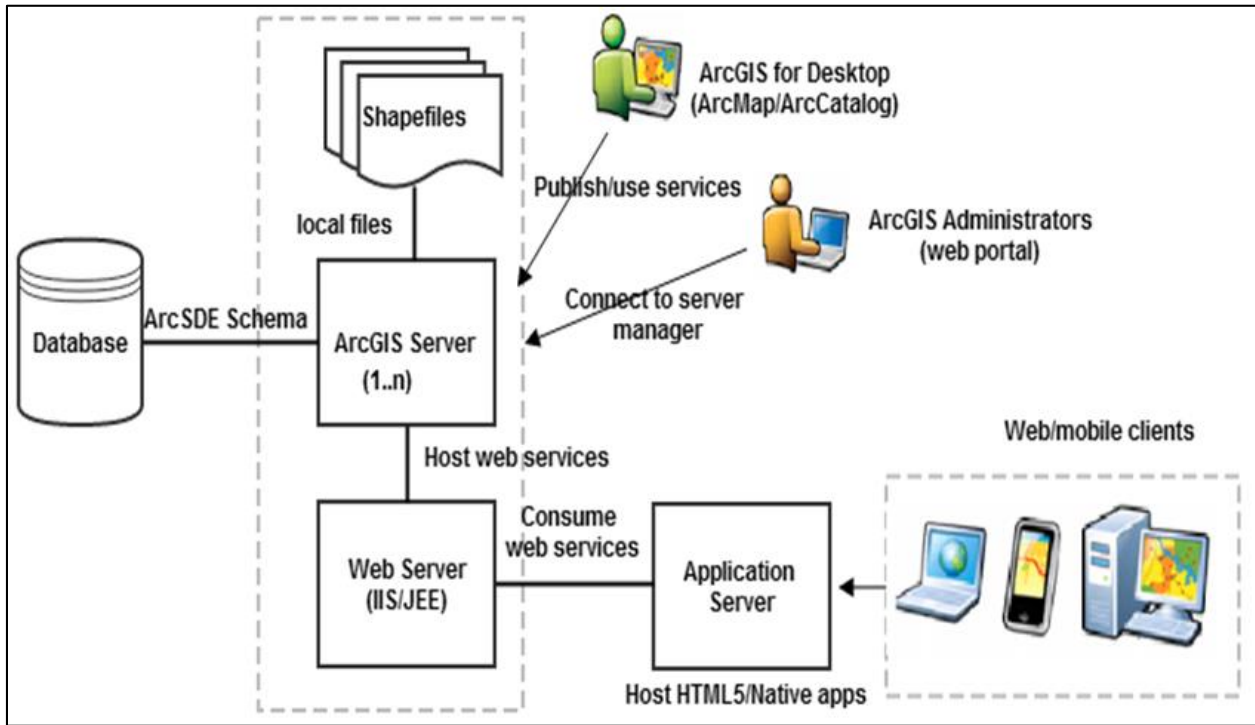 Shapefiles
ArcGIS for Desktop
(ArcMap/ArcCatalog)
Publish/use services
local files
ArcGIS Administrators
(web portal)
Connect to server
manager
Database
ArcSDE Schema
ArcGIS Server
(1..n)
Host web services
Web/mobile clients
Consume
web services
Web Server
(IIS/JEE)
Application
Server
Host HTML5/Native apps